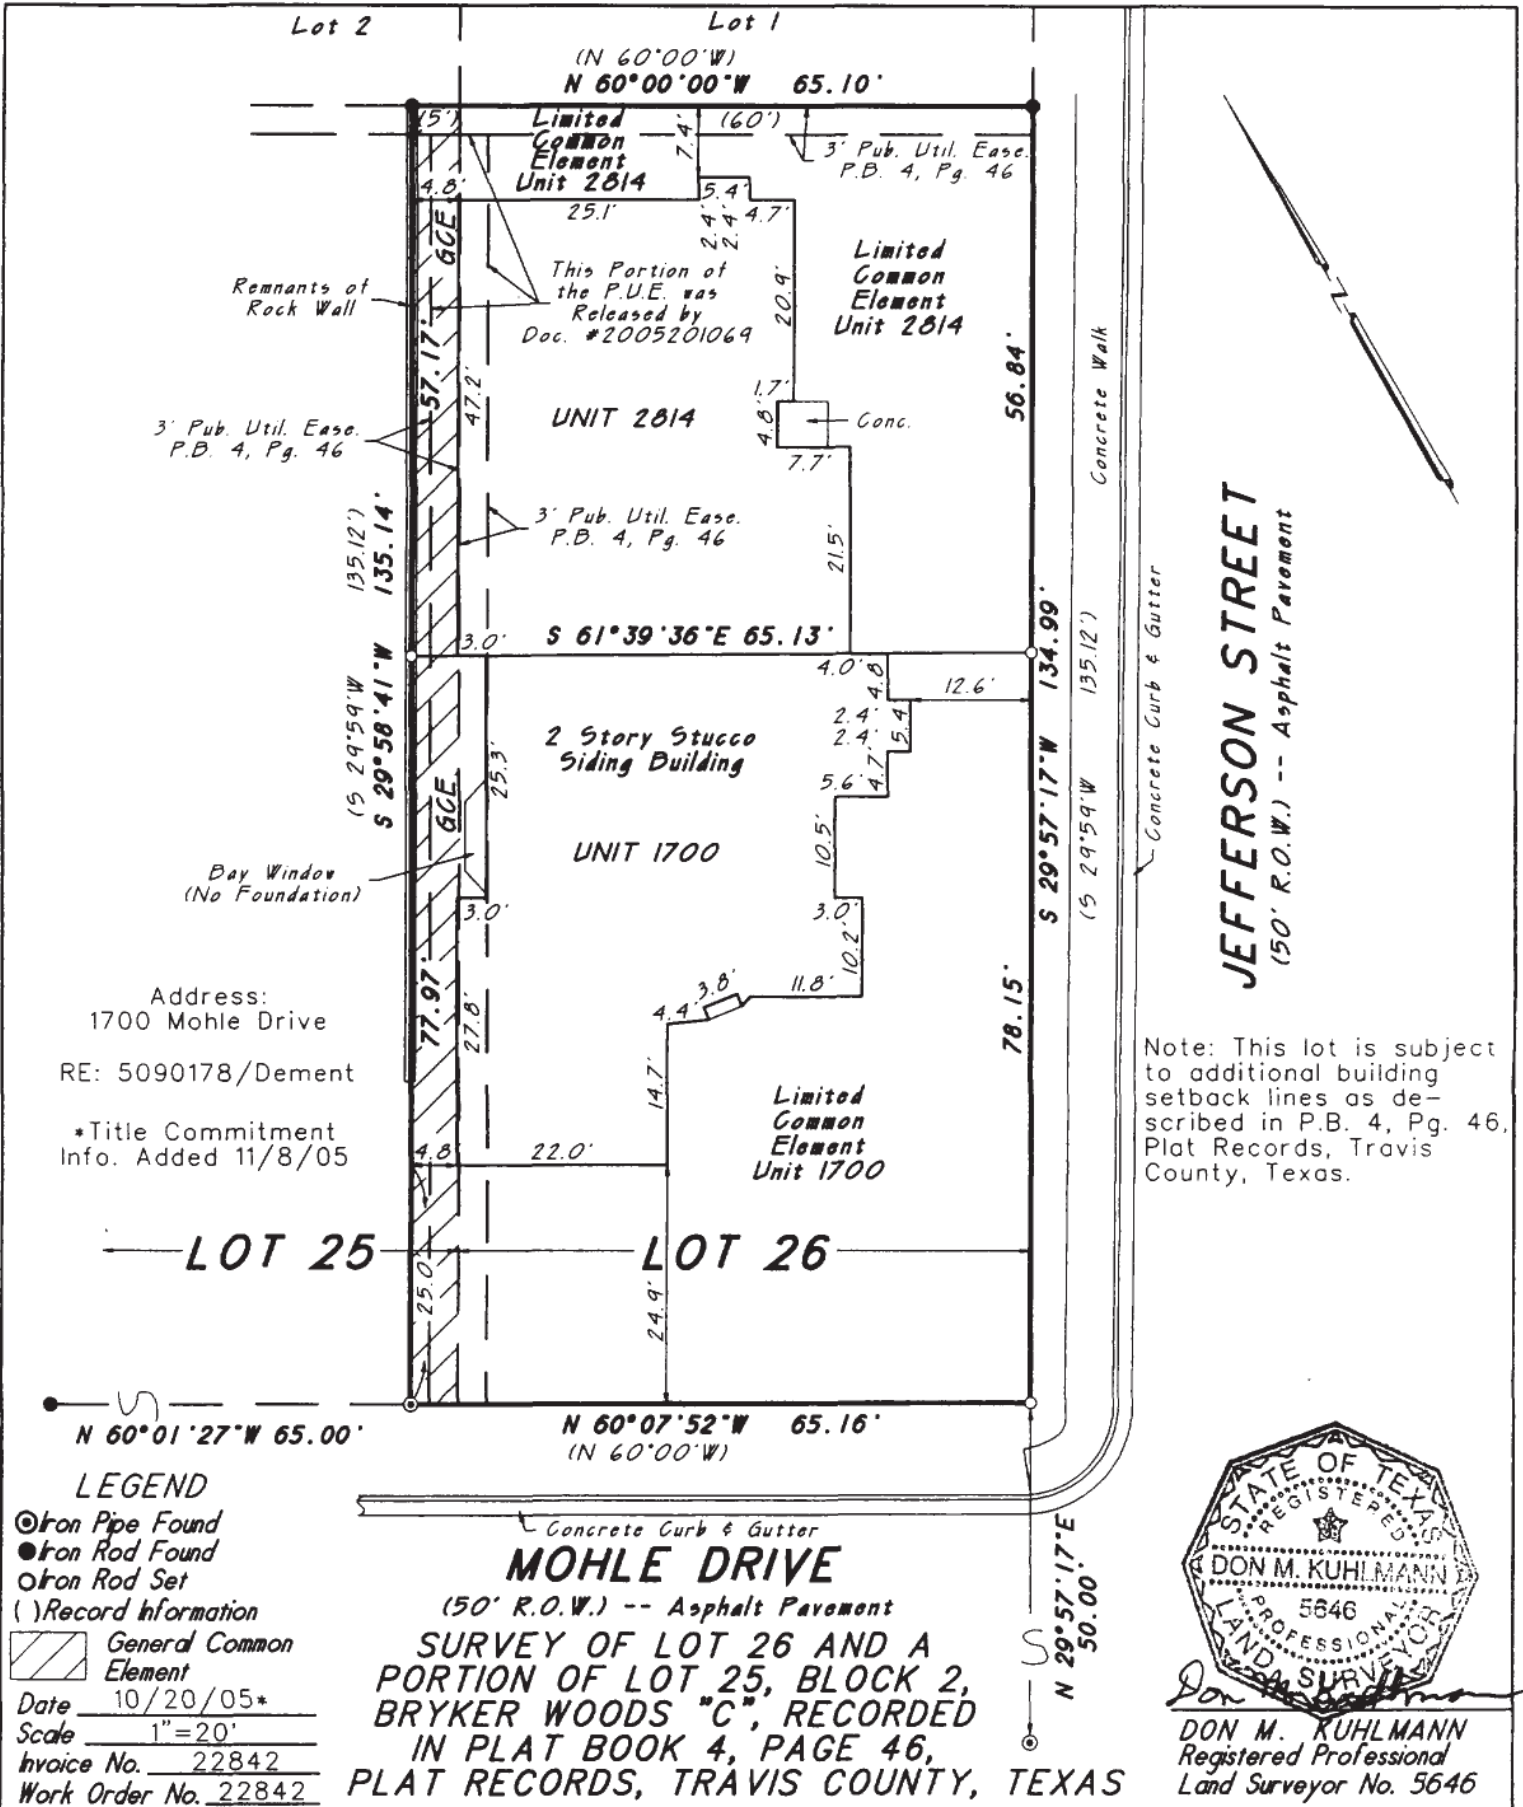 Lot 2
Lot 1
(N 60°00'W)
N 60°00'00"W 65.10'
(5')
Limited
Common
Element
Unit 2814
7.4'
(60')
3' Pub. Util. Ease.
P.B. 4, Pg. 46
4.8'
25.1'
5.4'
2.4'
2.4'
4.7'
GCE
Remnants of
Rock Wall
This Portion of
the P.U.E. was
Released by
Doc. #2005201069
20.9'
Limited
Common
Element
Unit 2814
57.17'
47.2'
56.84'
Concrete Walk
3' Pub. Util. Ease.
P.B. 4, Pg. 46
UNIT 2814
1.7'
4.8'
Conc.
7.7'
3' Pub. Util. Ease.
P.B. 4, Pg. 46
21.5'
(S 29°59'W 135.12')
S 29°58'41"W 135.14'
3.0'
S 61°39'36"E 65.13'
4.0'
4.8
12.6'
2.4'
2.4'
5.4'
4.7'
5.6'
S 29°57'17"W 134.99'
(S 29°59'W 135.12')
Concrete Curb & Gutter
JEFFERSON STREET
(50' R.O.W.) -- Asphalt Pavement
2 Story Stucco
Siding Building
25.3'
GCE
UNIT 1700
10.5'
Bay Window
(No Foundation)
3.0'
3.0'
10.2'
77.97'
27.8'
4.4'
3.8'
11.8'
78.15'
14.7'
Address:
1700 Mohle Drive
RE: 5090178/Dement
*Title Commitment
Info. Added 11/8/05
Note: This lot is subject
to additional building
setback lines as de-
scribed in P.B. 4, Pg. 46,
Plat Records, Travis
County, Texas.
Limited
Common
Element
Unit 1700
4.8'
22.0'
LOT 25
LOT 26
25.0'
24.9'
N 60°01'27"W 65.00'
N 60°07'52"W 65.16'
(N 60°00'W)
LEGEND
Iron Pipe Found
Iron Rod Found
Iron Rod Set
( )Record Information
General Common
Element
Date 10/20/05*
Scale 1"=20'
Invoice No. 22842
Work Order No. 22842
Concrete Curb & Gutter
MOHLE DRIVE
(50' R.O.W.) -- Asphalt Pavement
N 29°57'17"E
50.00'
SURVEY OF LOT 26 AND A
PORTION OF LOT 25, BLOCK 2,
BRYKER WOODS "C", RECORDED
IN PLAT BOOK 4, PAGE 46,
PLAT RECORDS, TRAVIS COUNTY, TEXAS
STATE OF TEXAS
REGISTERED
DON M. KUHLMANN
5646
PROFESSIONAL
LAND SURVEYOR
DON M. KUHLMANN
Registered Professional
Land Surveyor No. 5646